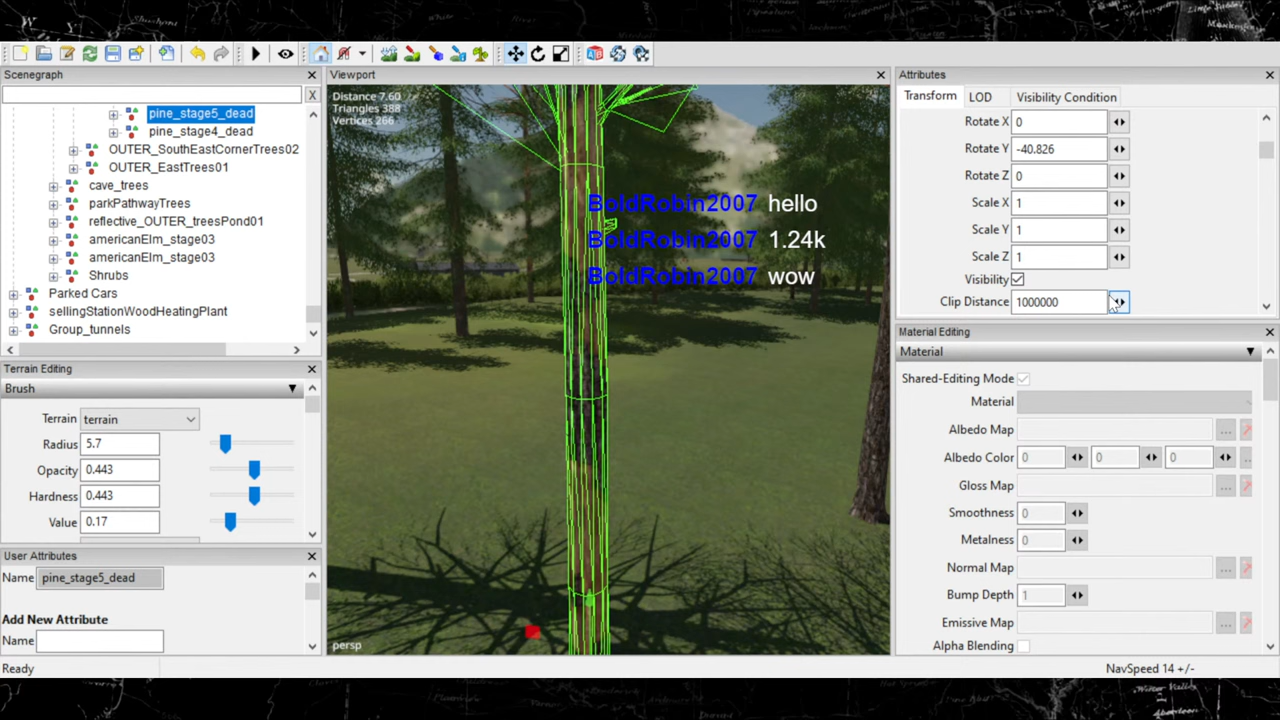 Scenegraph
X
pine_stage5_dead
pine_stage4_dead
OUTER_SouthEastCornerTrees02
OUTER_EastTrees01
cave_trees
parkPathwayTrees
reflective_OUTER_treesPond01
americanElm_stage03
americanElm_stage03
Shrubs
Parked Cars
sellingStationWoodHeatingPlant
Group_tunnels
Terrain Editing
Brush
Terrain terrain
Radius 5.7
Opacity 0.443
Hardness 0.443
Value 0.17
User Attributes
Name pine_stage5_dead
Add New Attribute
Name
Ready
Viewport
Distance 7.60
Triangles 388
Vertices 266
BoldRobin2007 hello
BoldRobin2007 1.24k
BoldRobin2007 wow
persp
Attributes
Transform LOD Visibility Condition
Rotate X 0
Rotate Y -40.826
Rotate Z 0
Scale X 1
Scale Y 1
Scale Z 1
Visibility
Clip Distance 1000000
Material Editing
Material
Shared-Editing Mode
Material
Albedo Map ...
Albedo Color 0 0 0 ..
Gloss Map ...
Smoothness 0
Metalness 0
Normal Map ...
Bump Depth 1
Emissive Map ...
Alpha Blending
NavSpeed 14 +/-